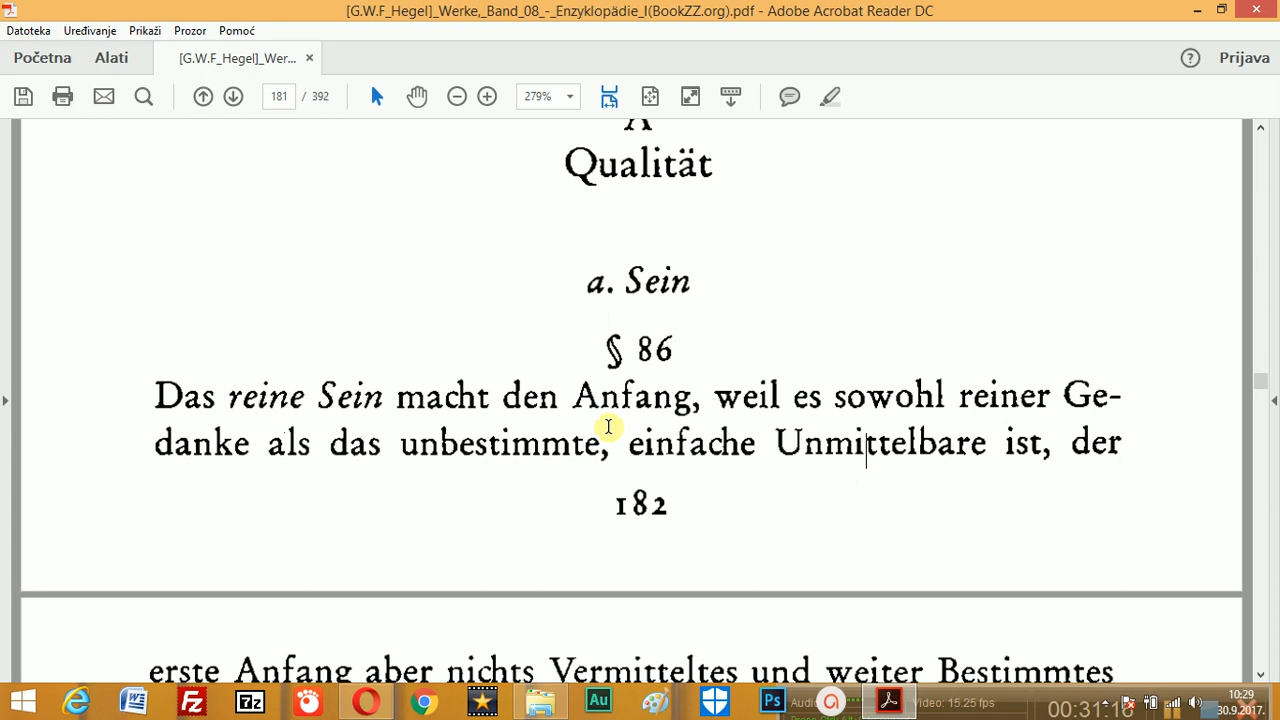 [G.W.F_Hegel]_Werke,_Band_08_-_Enzyklopädie_I(BookZZ.org).pdf - Adobe Acrobat Reader DC
Datoteka Uređivanje Prikaži Prozor Pomoć
Početna Alati [G.W.F_Hegel]_Wer... × Prijava
181 / 392 279%
A
Qualität
a. Sein
§ 86
Das reine Sein macht den Anfang, weil es sowohl reiner Ge-
danke als das unbestimmte, einfache Unmittelbare ist, der
182
erste Anfang aber nichts Vermitteltes und weiter Bestimmtes
10:29
Video: 15.25 fps
00:31:16
30.9.2017.